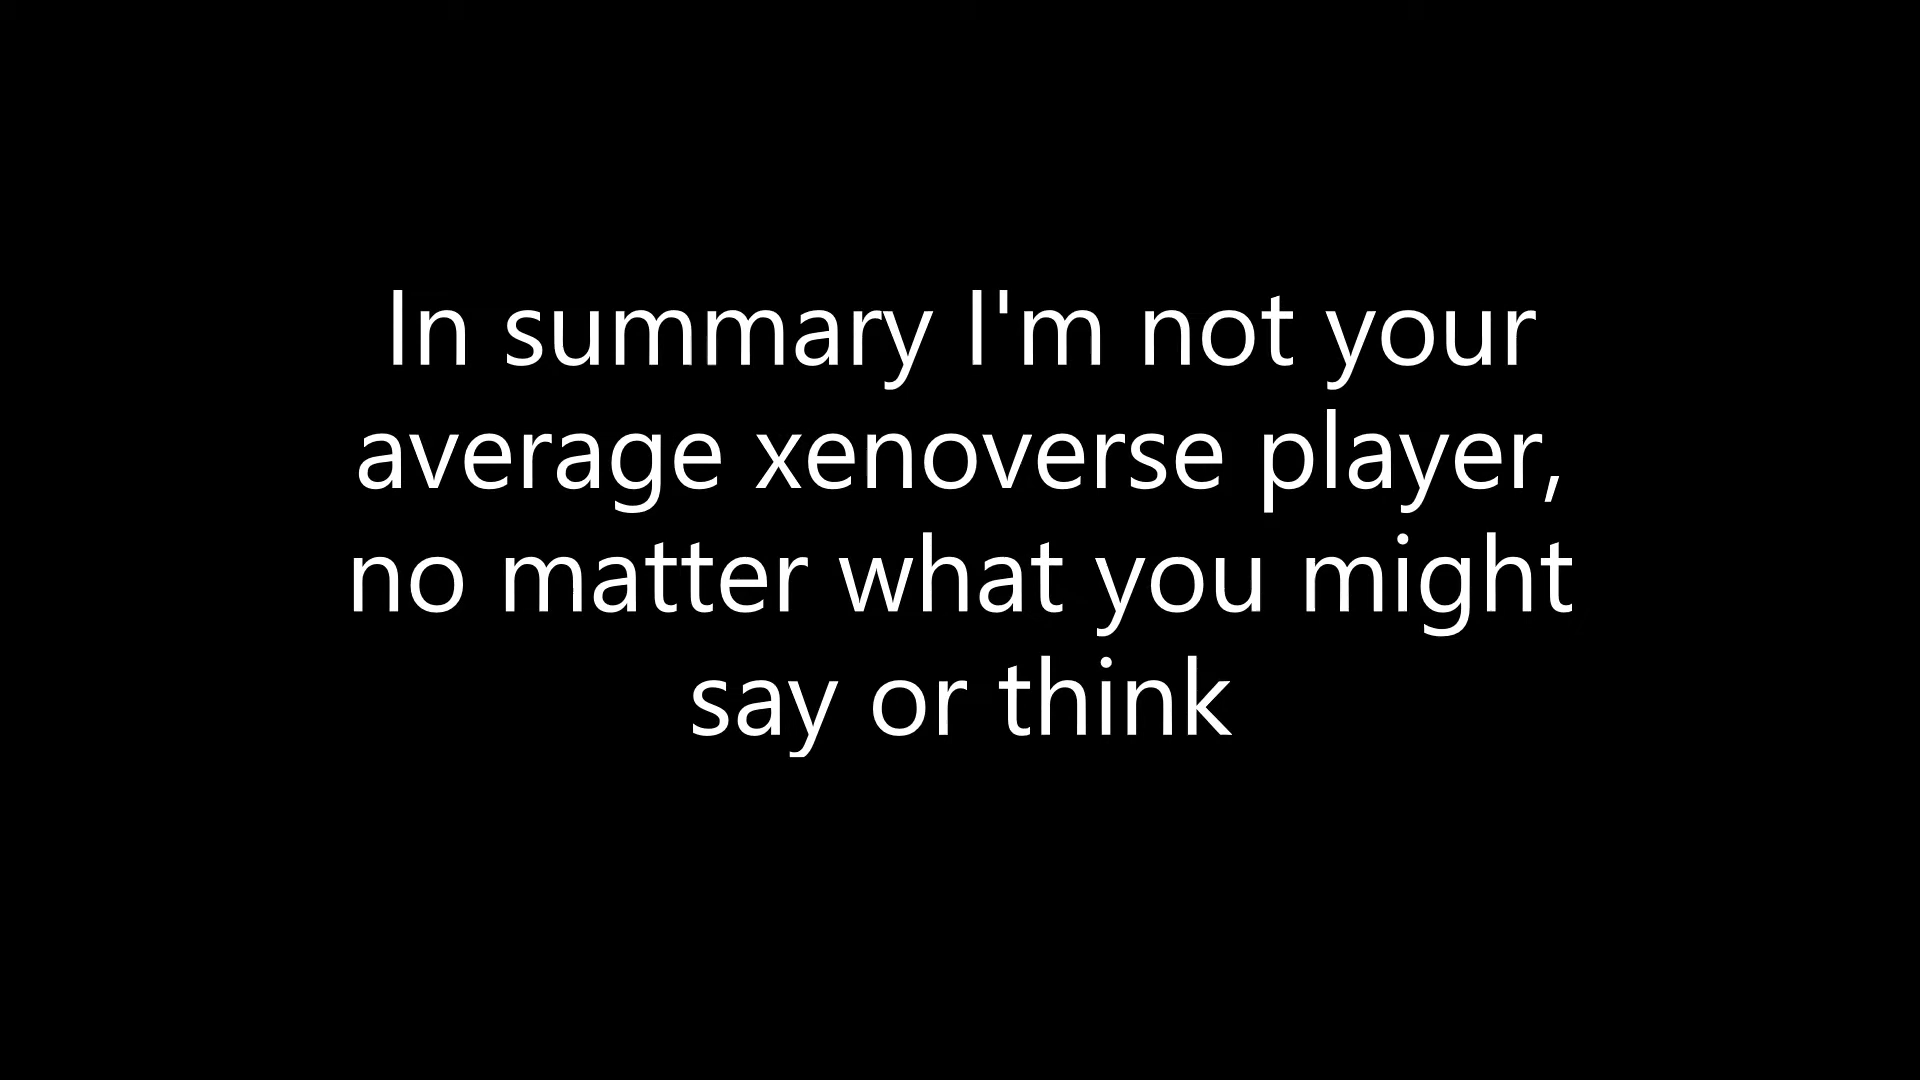 In summary I'm not your
average xenoverse player,
no matter what you might
say or think